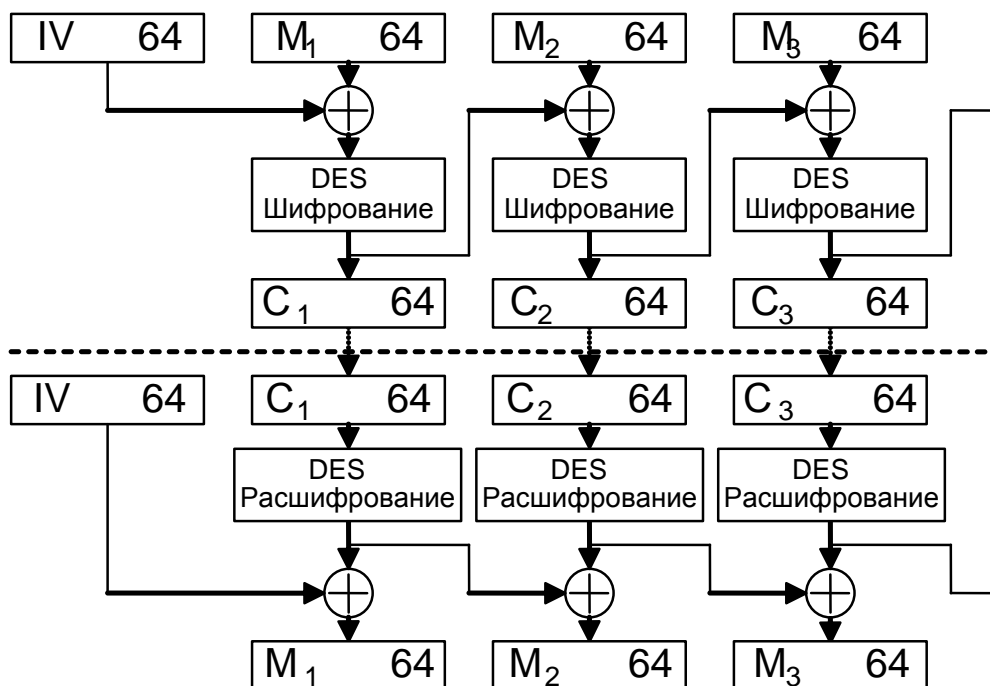 IV 64 M1 64 M2 64 M3 64
DES DES DES
Шифрование Шифрование Шифрование
C1 64 C2 64 C3 64
IV 64 C1 64 C2 64 C3 64
DES DES DES
Расшифрование Расшифрование Расшифрование
M1 64 M2 64 M3 64